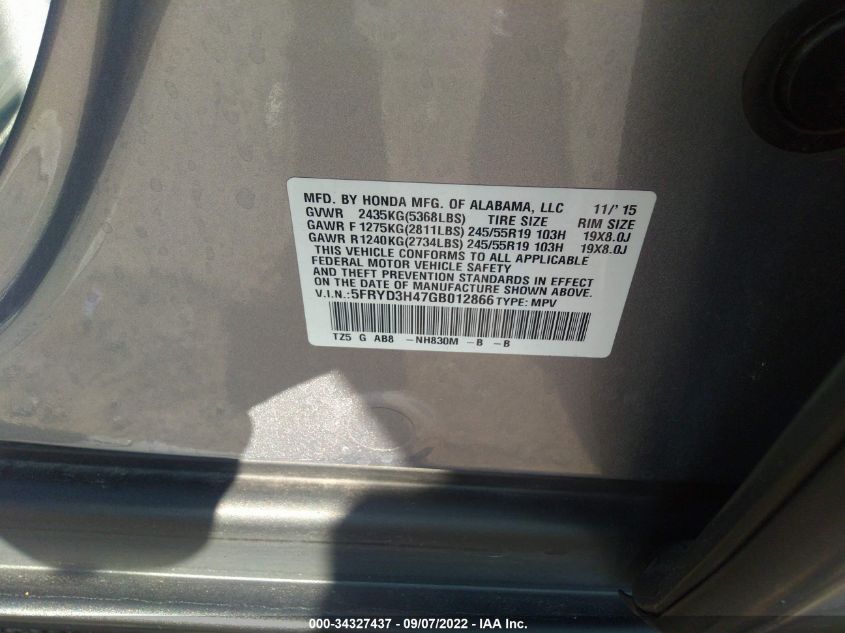 MFD. BY HONDA MFG. OF ALABAMA, LLC 11/' 15
GVWR 2435KG(5368LBS) TIRE SIZE RIM SIZE
GAWR F 1275KG(2811LBS) 245/55R19 103H 19X8.0J
GAWR R 1240KG(2734LBS) 245/55R19 103H 19X8.0J
THIS VEHICLE CONFORMS TO ALL APPLICABLE
FEDERAL MOTOR VEHICLE SAFETY
AND THEFT PREVENTION STANDARDS IN EFFECT
ON THE DATE OF MANUFACTURE SHOWN ABOVE.
V.I.N.:5FRYD3H47GB012866 TYPE: MPV
TZ5 G AB8 -NH830M -B -B
000-34327437 - 09/07/2022 - IAA Inc.